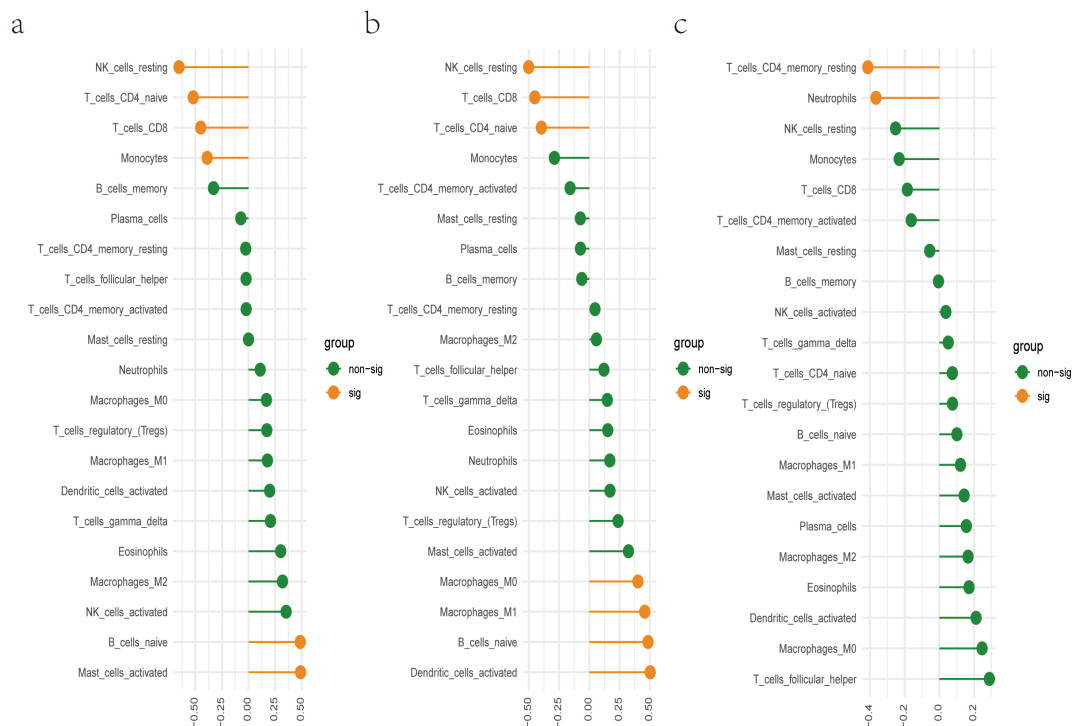 a
NK_cells_resting
T_cells_CD4_naive
T_cells_CD8
Monocytes
B_cells_memory
Plasma_cells
T_cells_CD4_memory_resting
T_cells_follicular_helper
T_cells_CD4_memory_activated
Mast_cells_resting
Neutrophils
Macrophages_M0
T_cells_regulatory_(Tregs)
Macrophages_M1
Dendritic_cells_activated
T_cells_gamma_delta
Eosinophils
Macrophages_M2
NK_cells_activated
B_cells_naive
Mast_cells_activated
−0.50
−0.25
0.00
0.25
0.50
group
non-sig
sig
b
NK_cells_resting
T_cells_CD8
T_cells_CD4_naive
Monocytes
T_cells_CD4_memory_activated
Mast_cells_resting
Plasma_cells
B_cells_memory
T_cells_CD4_memory_resting
Macrophages_M2
T_cells_follicular_helper
T_cells_gamma_delta
Eosinophils
Neutrophils
NK_cells_activated
T_cells_regulatory_(Tregs)
Mast_cells_activated
Macrophages_M0
Macrophages_M1
B_cells_naive
Dendritic_cells_activated
−0.50
−0.25
0.00
0.25
0.50
group
non-sig
sig
c
T_cells_CD4_memory_resting
Neutrophils
NK_cells_resting
Monocytes
T_cells_CD8
T_cells_CD4_memory_activated
Mast_cells_resting
B_cells_memory
NK_cells_activated
T_cells_gamma_delta
T_cells_CD4_naive
T_cells_regulatory_(Tregs)
B_cells_naive
Macrophages_M1
Mast_cells_activated
Plasma_cells
Macrophages_M2
Eosinophils
Dendritic_cells_activated
Macrophages_M0
T_cells_follicular_helper
−0.4
−0.2
0.0
0.2
group
non-sig
sig